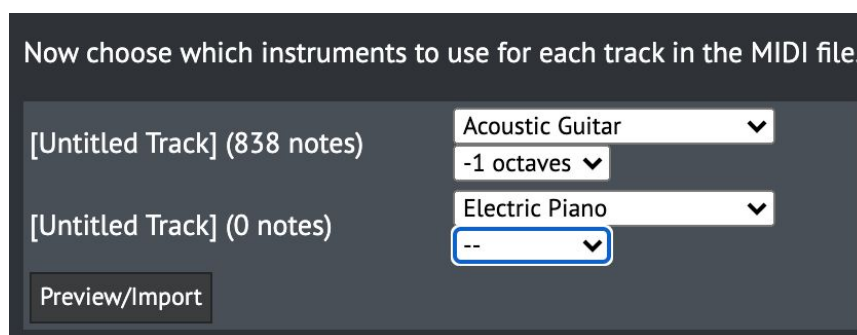 Now choose which instruments to use for each track in the MIDI file.
[Untitled Track] (838 notes)
Acoustic Guitar
-1 octaves
[Untitled Track] (0 notes)
Electric Piano
--
Preview/Import